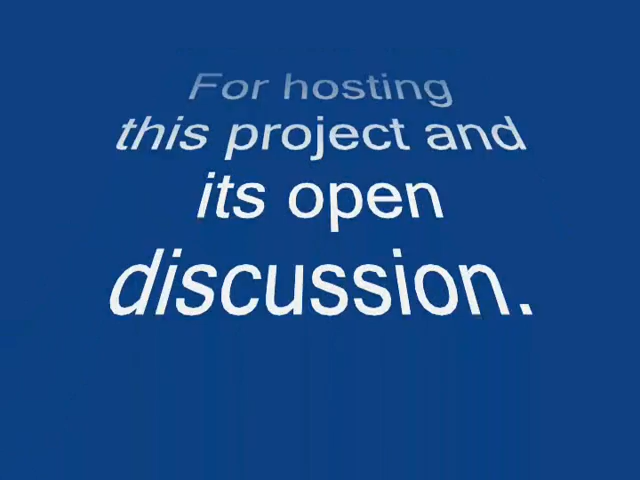 For hosting
this project and
its open
discussion.